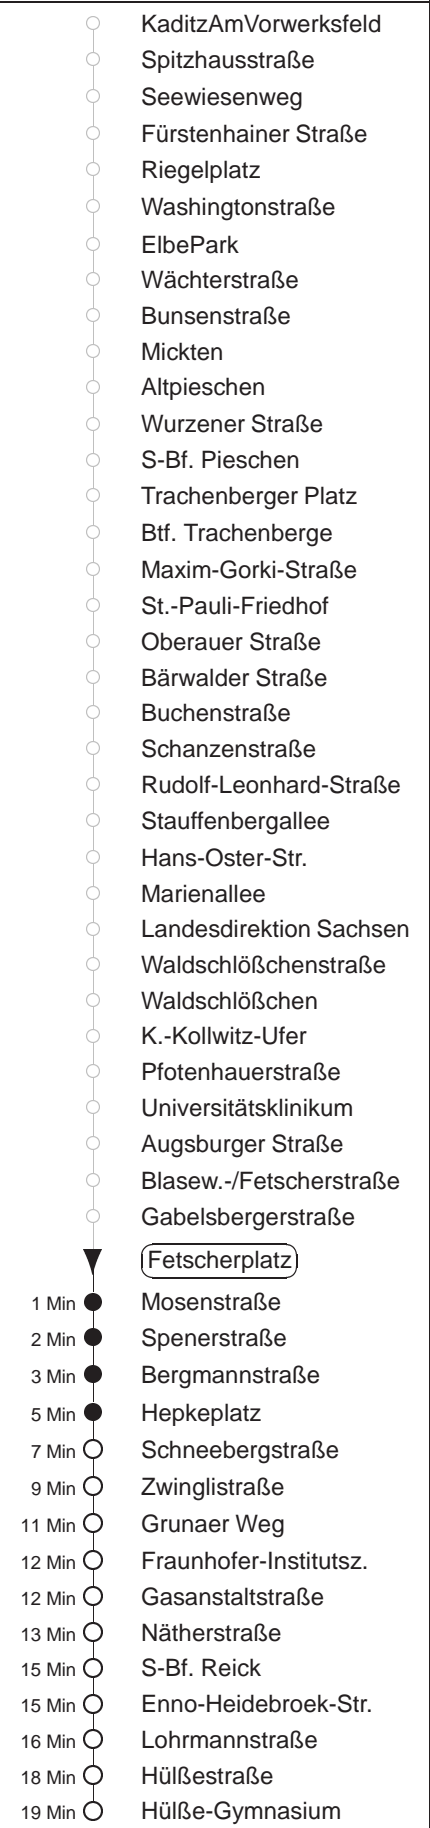 KaditzAmVorwerksfeld
Spitzhausstraße
Seewiesenweg
Fürstenhainer Straße
Riegelplatz
Washingtonstraße
ElbePark
Wächterstraße
Bunsenstraße
Mickten
Altpieschen
Wurzener Straße
S-Bf. Pieschen
Trachenberger Platz
Btf. Trachenberge
Maxim-Gorki-Straße
St.-Pauli-Friedhof
Oberauer Straße
Bärwalder Straße
Buchenstraße
Schanzenstraße
Rudolf-Leonhard-Straße
Stauffenbergallee
Hans-Oster-Str.
Marienallee
Landesdirektion Sachsen
Waldschlößchenstraße
Waldschlößchen
K.-Kollwitz-Ufer
Pfotenhauerstraße
Universitätsklinikum
Augsburger Straße
Blasew.-/Fetscherstraße
Gabelsbergerstraße
Fetscherplatz
1 Min Mosenstraße
2 Min Spenerstraße
3 Min Bergmannstraße
5 Min Hepkeplatz
7 Min Schneebergstraße
9 Min Zwinglistraße
11 Min Grunaer Weg
12 Min Fraunhofer-Institutsz.
12 Min Gasanstaltstraße
13 Min Nätherstraße
15 Min S-Bf. Reick
15 Min Enno-Heidebroek-Str.
16 Min Lohrmannstraße
18 Min Hülßestraße
19 Min Hülße-Gymnasium